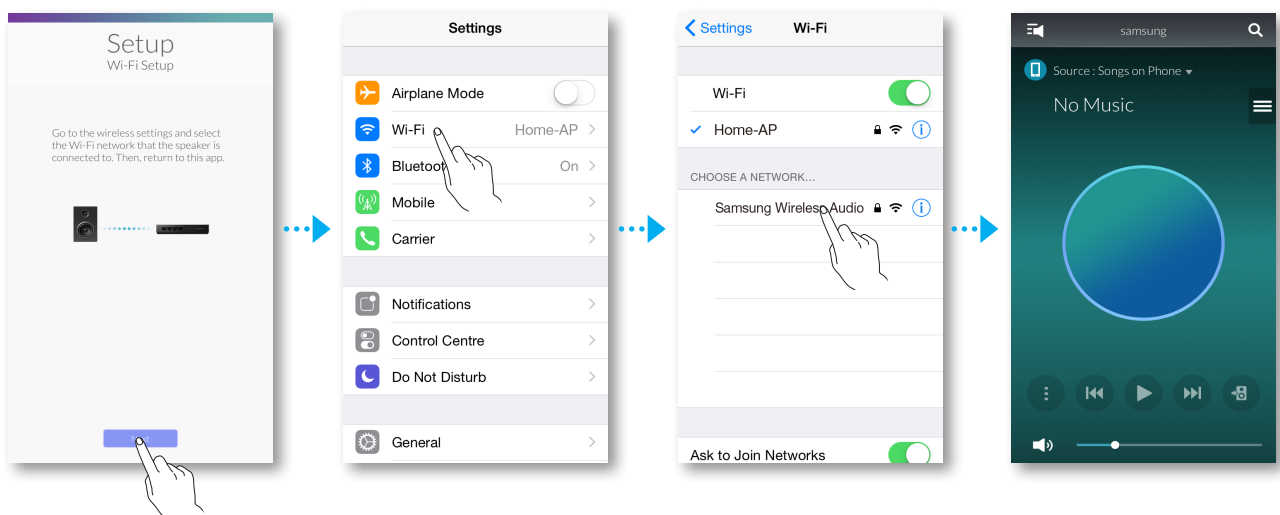 Setup
Wi-Fi Setup
Go to the wireless settings and select
the Wi-Fi network that the speaker is
connected to. Then, return to this app.
Settings
Airplane Mode
Wi-Fi
Home-AP
On
Mobile
Carrier
Notifications
Control Centre
Do Not Disturb
General
Settings
Wi-Fi
Wi-Fi
Home-AP
CHOOSE A NETWORK...
Samsung Wireless Audio
Ask to Join Networks
samsung
Source : Songs on Phone
No Music